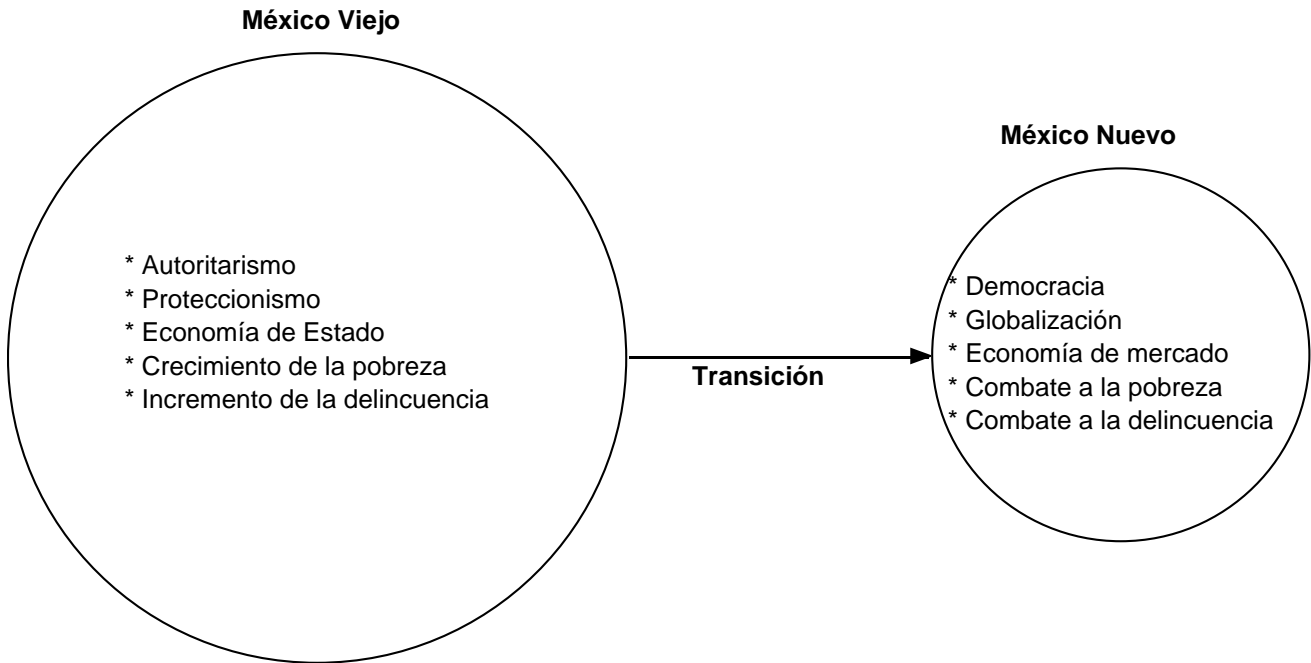 México Viejo
* Autoritarismo
* Proteccionismo
* Economía de Estado
* Crecimiento de la pobreza
* Incremento de la delincuencia
Transición
México Nuevo
* Democracia
* Globalización
* Economía de mercado
* Combate a la pobreza
* Combate a la delincuencia